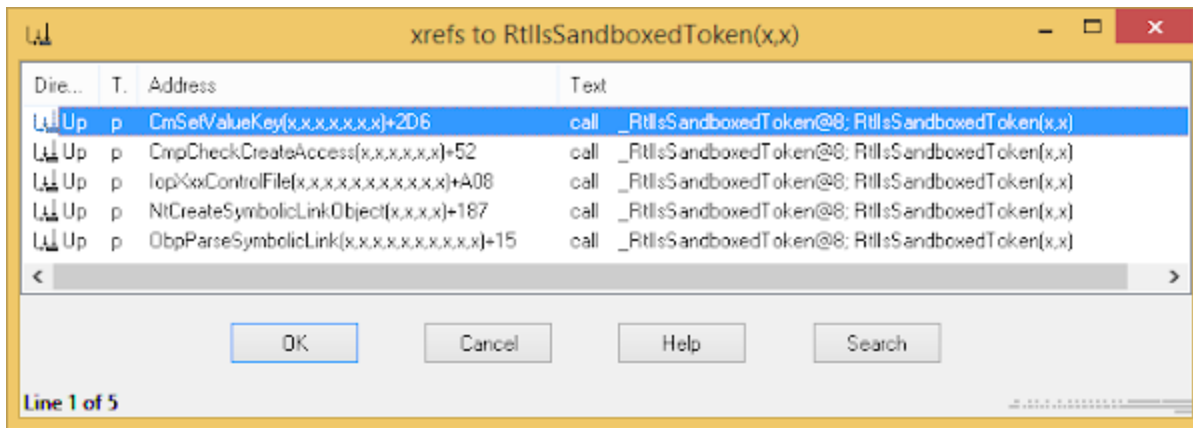 xrefs to RtlIsSandboxedToken(x,x)
Dire... T. Address Text
Up p CmSetValueKey(x,x,x,x,x,x,x)+2D6 call _RtlIsSandboxedToken@8; RtlIsSandboxedToken(x,x)
Up p CmpCheckCreateAccess(x,x,x,x,x,x)+52 call _RtlIsSandboxedToken@8; RtlIsSandboxedToken(x,x)
Up p IopXxxControlFile(x,x,x,x,x,x,x,x,x,x,x)+A08 call _RtlIsSandboxedToken@8; RtlIsSandboxedToken(x,x)
Up p NtCreateSymbolicLinkObject(x,x,x,x)+187 call _RtlIsSandboxedToken@8; RtlIsSandboxedToken(x,x)
Up p ObpParseSymbolicLink(x,x,x,x,x,x,x,x,x,x)+15 call _RtlIsSandboxedToken@8; RtlIsSandboxedToken(x,x)
OK Cancel Help Search
Line 1 of 5